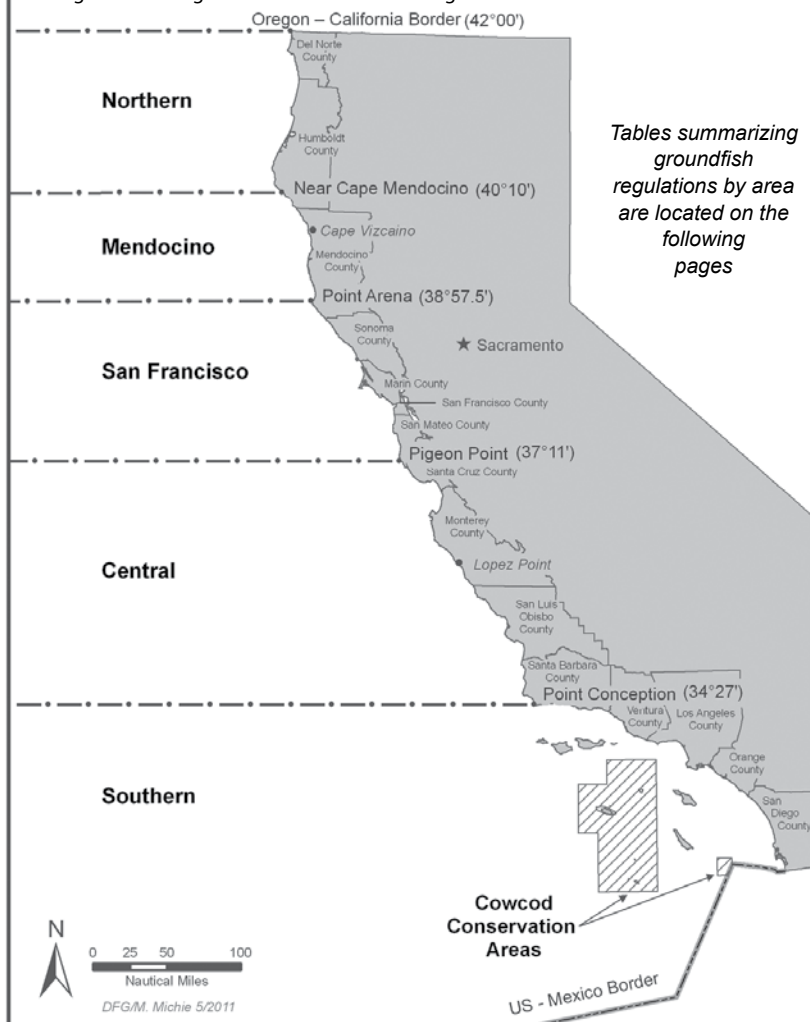 Oregon – California Border (42°00')
Del Norte
County
Northern
Humboldt
County
Tables summarizing
groundfish
regulations by area
are located on the
following
pages
Near Cape Mendocino (40°10')
Cape Vizcaino
Mendocino
Mendocino
County
Point Arena (38°57.5')
Sonoma
County
Sacramento
San Francisco
Marin County
San Francisco County
San Mateo County
Pigeon Point (37°11')
Santa Cruz County
Monterey
County
Lopez Point
Central
San Luis
Obisbo
County
Santa Barbara
County
Point Conception (34°27')
Ventura
County
Los Angeles
County
Orange
County
Southern
San
Diego
County
Cowcod
Conservation
Areas
N
0 25 50 100
Nautical Miles
DFG/M. Michie 5/2011
US - Mexico Border